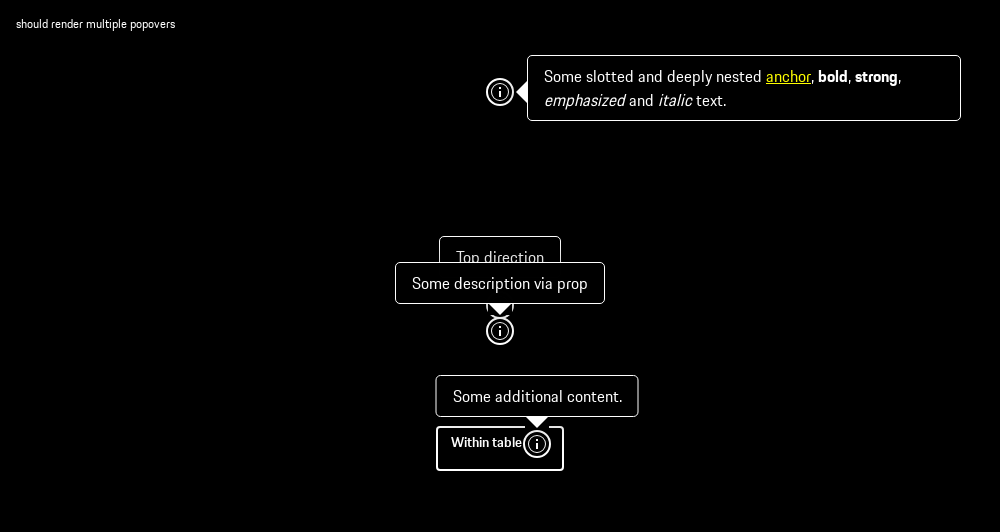 should render multiple popovers
Some slotted and deeply nested anchor, bold, strong,
emphasized and italic text.
Top direction
Some description via prop
Some additional content.
Within table